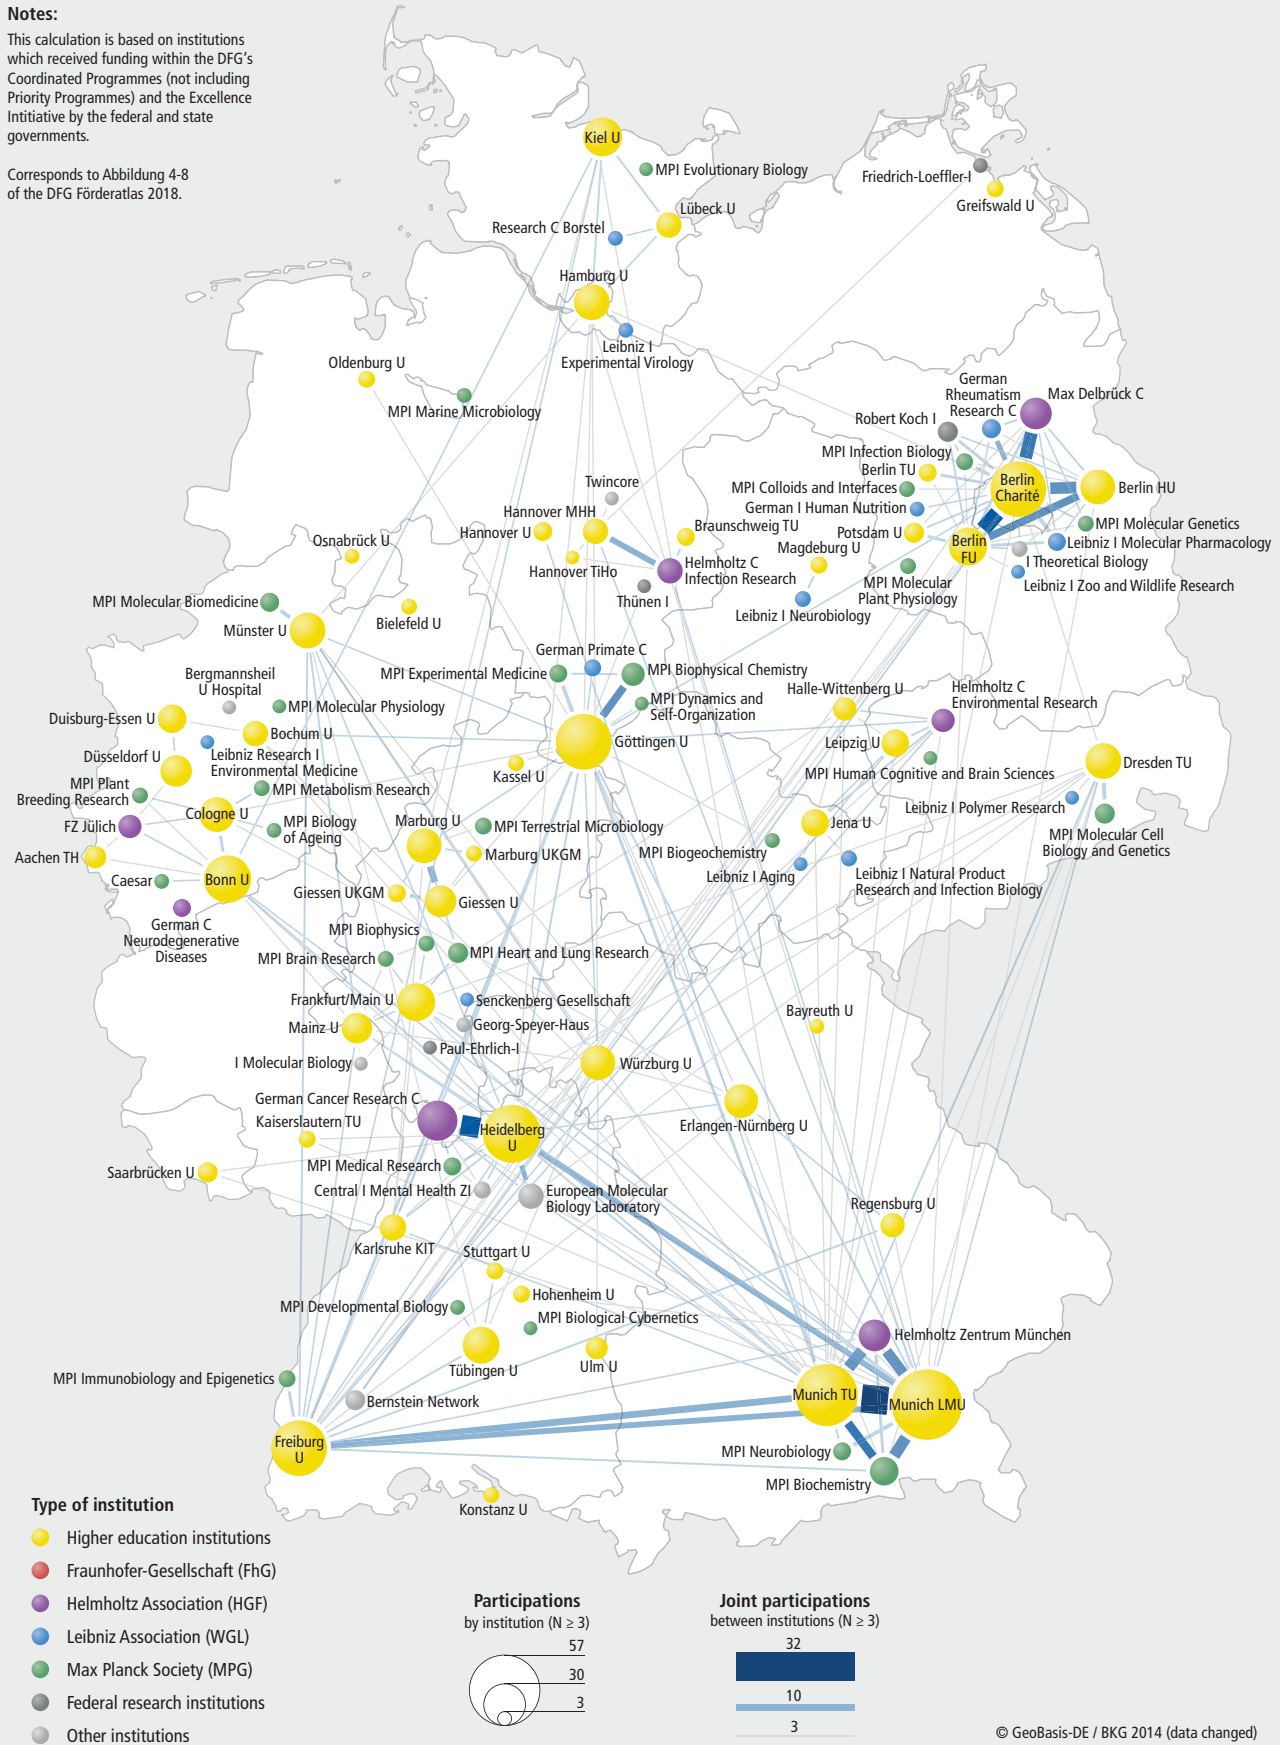 Notes:
This calculation is based on institutions
which received funding within the DFG's
Coordinated Programmes (not including
Priority Programmes) and the Excellence
Intitiative by the federal and state
governments.
Corresponds to Abbildung 4-8
of the DFG Förderatlas 2018.
Kiel U
MPI Evolutionary Biology
Friedrich-Loeffler-I
Greifswald U
Lübeck U
Research C Borstel
Hamburg U
Leibniz I
Experimental Virology
Oldenburg U
MPI Marine Microbiology
German
Rheumatism
Research C
Max Delbrück C
Robert Koch I
MPI Infection Biology
Berlin TU
Berlin
Charité
Berlin HU
MPI Colloids and Interfaces
German I Human Nutrition
Potsdam U
Berlin
FU
MPI Molecular Genetics
Leibniz I Molecular Pharmacology
I Theoretical Biology
Leibniz I Zoo and Wildlife Research
MPI Molecular
Plant Physiology
Twincore
Hannover MHH
Hannover U
Braunschweig TU
Magdeburg U
Hannover TiHo
Helmholtz C
Infection Research
Thünen I
Leibniz I Neurobiology
Osnabrück U
MPI Molecular Biomedicine
Münster U
Bielefeld U
German Primate C
MPI Experimental Medicine
MPI Biophysical Chemistry
MPI Dynamics and
Self-Organization
Göttingen U
Bergmannsheil
U Hospital
MPI Molecular Physiology
Duisburg-Essen U
Bochum U
Düsseldorf U
Leibniz Research I
Environmental Medicine
MPI Plant
Breeding Research
MPI Metabolism Research
Cologne U
FZ Jülich
MPI Biology
of Ageing
Aachen TH
Caesar
Bonn U
German C
Neurodegenerative
Diseases
Halle-Wittenberg U
Helmholtz C
Environmental Research
Leipzig U
MPI Human Cognitive and Brain Sciences
Dresden TU
Leibniz I Polymer Research
MPI Molecular Cell
Biology and Genetics
Jena U
MPI Biogeochemistry
Leibniz I Aging
Leibniz I Natural Product
Research and Infection Biology
Kassel U
Marburg U
MPI Terrestrial Microbiology
Marburg UKGM
Giessen UKGM
Giessen U
MPI Biophysics
MPI Brain Research
MPI Heart and Lung Research
Frankfurt/Main U
Senckenberg Gesellschaft
Mainz U
Georg-Speyer-Haus
Paul-Ehrlich-I
I Molecular Biology
Bayreuth U
Würzburg U
Erlangen-Nürnberg U
German Cancer Research C
Kaiserslautern TU
Heidelberg
U
Saarbrücken U
MPI Medical Research
Central I Mental Health ZI
European Molecular
Biology Laboratory
Karlsruhe KIT
Regensburg U
Stuttgart U
Hohenheim U
MPI Developmental Biology
MPI Biological Cybernetics
Tübingen U
Ulm U
Helmholtz Zentrum München
MPI Immunobiology and Epigenetics
Bernstein Network
Munich TU
Munich LMU
Freiburg
U
MPI Neurobiology
MPI Biochemistry
Konstanz U
Type of institution
Higher education institutions
Fraunhofer-Gesellschaft (FhG)
Helmholtz Association (HGF)
Leibniz Association (WGL)
Max Planck Society (MPG)
Federal research institutions
Other institutions
Participations
by institution (N ≥ 3)
57
30
3
Joint participations
between institutions (N ≥ 3)
32
10
3
© GeoBasis-DE / BKG 2014 (data changed)